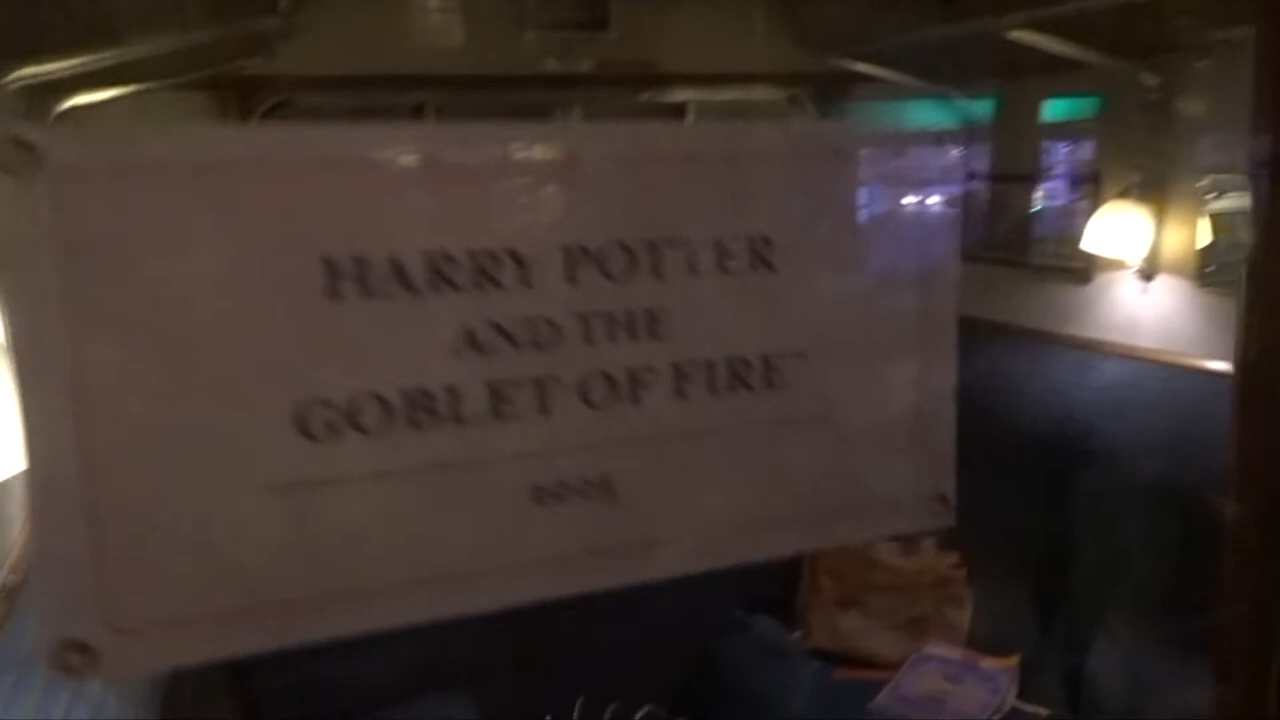 HARRY POTTER
AND THE
GOBLET OF FIRE"